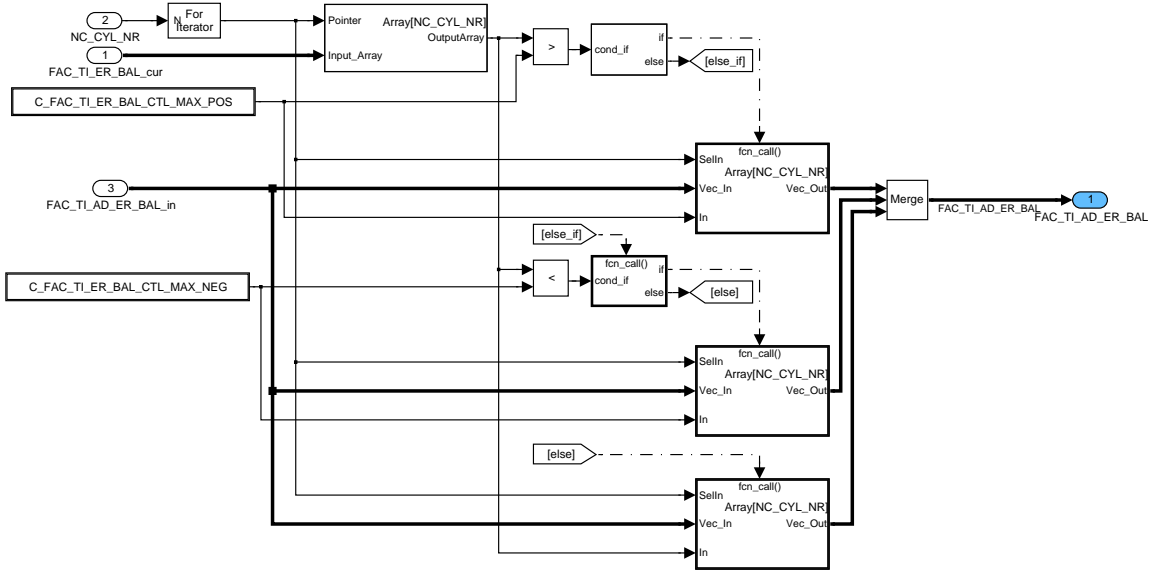 2
NC_CYL_NR
N
For
Iterator
1
FAC_TI_ER_BAL_cur
Pointer
Array[NC_CYL_NR]
OutputArray
Input_Array
>
cond_if
if
else
[else_if]
C_FAC_TI_ER_BAL_CTL_MAX_POS
fcn_call()
SelIn
Array[NC_CYL_NR]
Vec_In
Vec_Out
In
3
FAC_TI_AD_ER_BAL_in
Merge
FAC_TI_AD_ER_BAL
1
FAC_TI_AD_ER_BAL
[else_if]
<
fcn_call()
cond_if
if
else
[else]
C_FAC_TI_ER_BAL_CTL_MAX_NEG
fcn_call()
SelIn
Array[NC_CYL_NR]
Vec_In
Vec_Out
In
[else]
fcn_call()
SelIn
Array[NC_CYL_NR]
Vec_In
Vec_Out
In